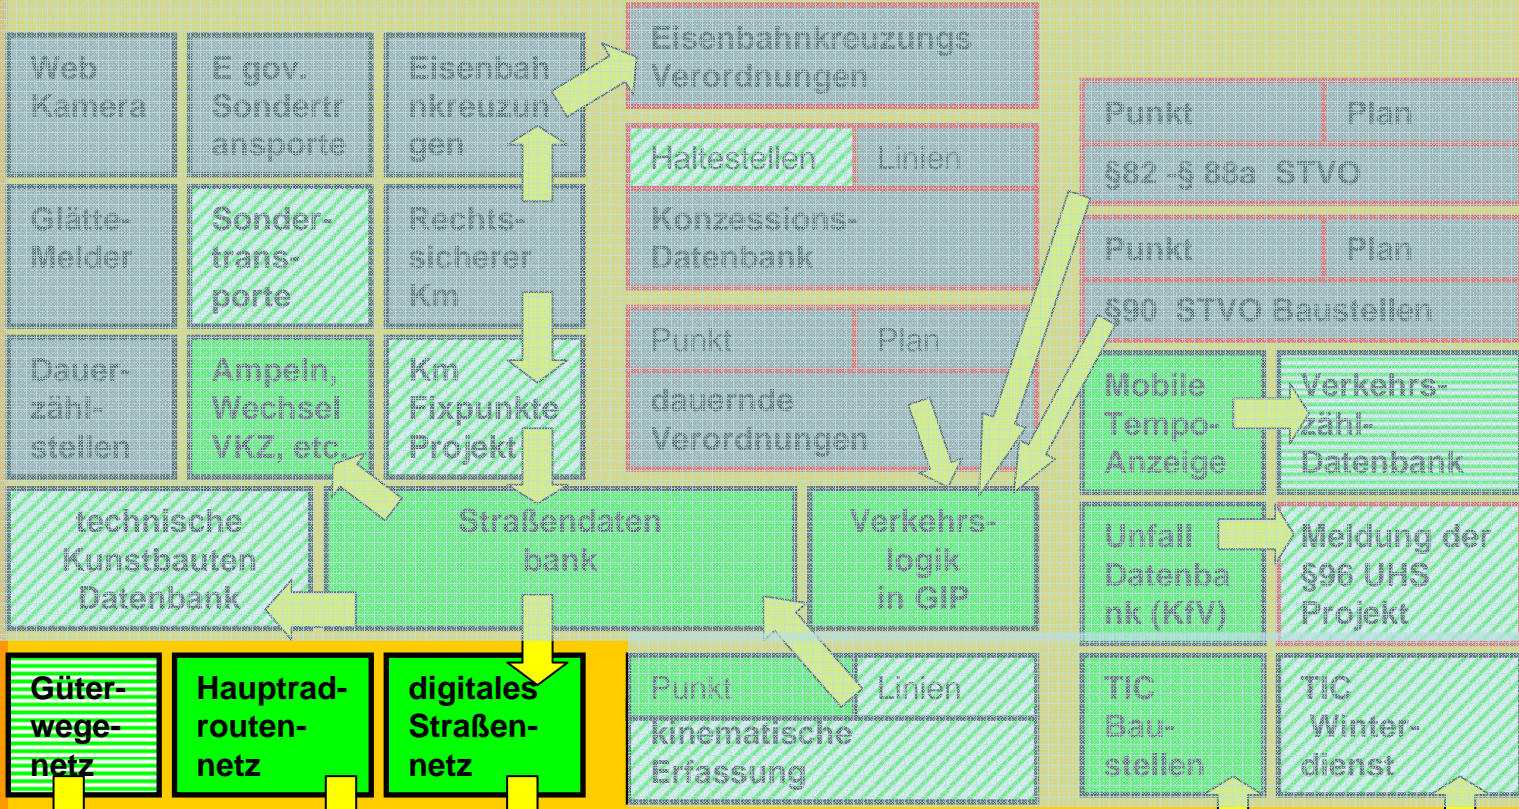 Web
Kamera
E gov.
Sondertr
ansporte
Eisenbah
nkreuzun
gen
Glätte-
Melder
Sonder-
trans-
porte
Rechts-
sicherer
Km
Dauer-
zähl-
stellen
Ampeln,
Wechsel
VKZ, etc.
Km
Fixpunkte
Projekt
technische
Kunstbauten
Datenbank
Straßendaten
bank
Verkehrs-
logik
in GIP
Güter-
wege-
netz
Hauptrad-
routen-
netz
digitales
Straßen-
netz
Eisenbahnkreuzungs
Verordnungen
Haltestellen
Linien
Konzessions-
Datenbank
Punkt
Plan
dauernde
Verordnungen
Punkt
Linien
kinematische
Erfassung
Punkt
Plan
§82 -§ 88a STVO
Punkt
Plan
§90 STVO Baustellen
Mobile
Tempo-
Anzeige
Verkehrs-
zähl-
Datenbank
Unfall
Datenba
nk (KfV)
Meldung der
§96 UHS
Projekt
TIC
Bau-
stellen
TIC
Winter-
dienst